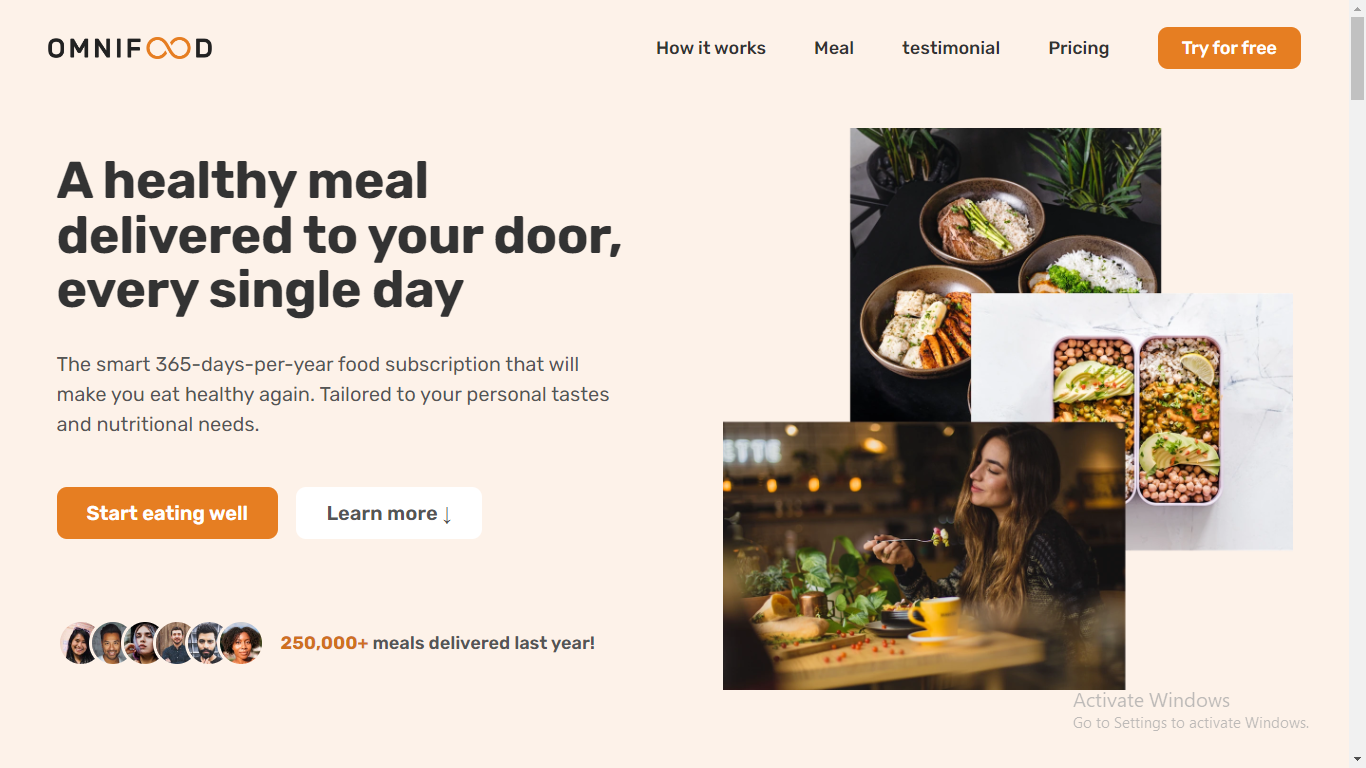 OMNIFOOD
How it works
Meal
testimonial
Pricing
Try for free
A healthy meal
delivered to your door,
every single day
The smart 365-days-per-year food subscription that will
make you eat healthy again. Tailored to your personal tastes
and nutritional needs.
Start eating well
Learn more ↓
250,000+ meals delivered last year!
ETTE
Activate Windows
Go to Settings to activate Windows.